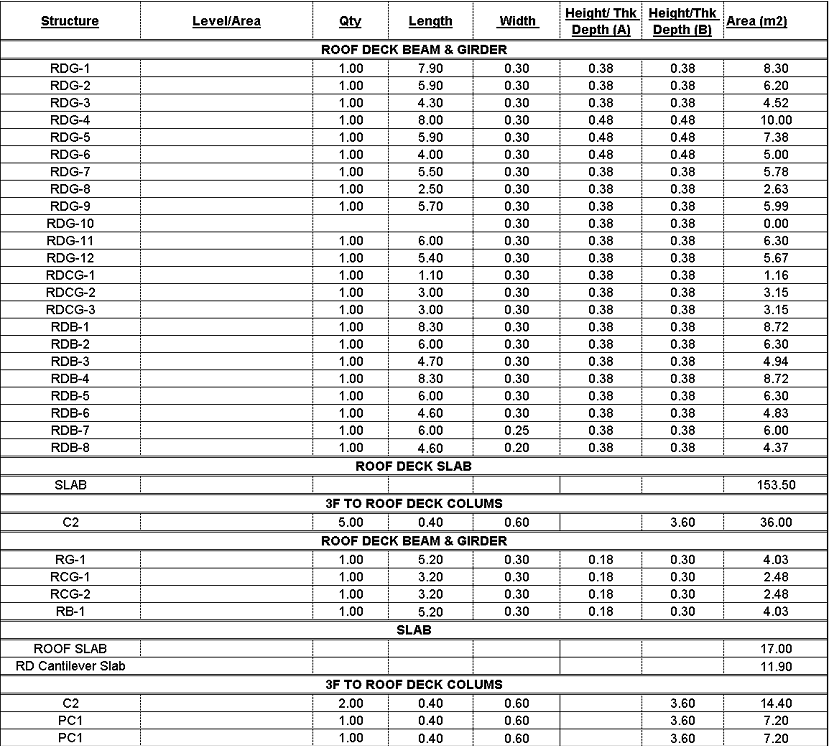 Structure Level/Area Qty Length Width Height/ Thk Depth (A) Height/Thk Depth (B) Area (m2)
ROOF DECK BEAM & GIRDER
RDG-1 1.00 7.90 0.30 0.38 0.38 8.30
RDG-2 1.00 5.90 0.30 0.38 0.38 6.20
RDG-3 1.00 4.30 0.30 0.38 0.38 4.52
RDG-4 1.00 8.00 0.30 0.48 0.48 10.00
RDG-5 1.00 5.90 0.30 0.48 0.48 7.38
RDG-6 1.00 4.00 0.30 0.48 0.48 5.00
RDG-7 1.00 5.50 0.30 0.38 0.38 5.78
RDG-8 1.00 2.50 0.30 0.38 0.38 2.63
RDG-9 1.00 5.70 0.30 0.38 0.38 5.99
RDG-10 0.30 0.38 0.38 0.00
RDG-11 1.00 6.00 0.30 0.38 0.38 6.30
RDG-12 1.00 5.40 0.30 0.38 0.38 5.67
RDCG-1 1.00 1.10 0.30 0.38 0.38 1.16
RDCG-2 1.00 3.00 0.30 0.38 0.38 3.15
RDCG-3 1.00 3.00 0.30 0.38 0.38 3.15
RDB-1 1.00 8.30 0.30 0.38 0.38 8.72
RDB-2 1.00 6.00 0.30 0.38 0.38 6.30
RDB-3 1.00 4.70 0.30 0.38 0.38 4.94
RDB-4 1.00 8.30 0.30 0.38 0.38 8.72
RDB-5 1.00 6.00 0.30 0.38 0.38 6.30
RDB-6 1.00 4.60 0.30 0.38 0.38 4.83
RDB-7 1.00 6.00 0.25 0.38 0.38 6.00
RDB-8 1.00 4.60 0.20 0.38 0.38 4.37
ROOF DECK SLAB
SLAB 153.50
3F TO ROOF DECK COLUMS
C2 5.00 0.40 0.60 3.60 36.00
ROOF DECK BEAM & GIRDER
RG-1 1.00 5.20 0.30 0.18 0.30 4.03
RCG-1 1.00 3.20 0.30 0.18 0.30 2.48
RCG-2 1.00 3.20 0.30 0.18 0.30 2.48
RB-1 1.00 5.20 0.30 0.18 0.30 4.03
SLAB
ROOF SLAB 17.00
RD Cantilever Slab 11.90
3F TO ROOF DECK COLUMS
C2 2.00 0.40 0.60 3.60 14.40
PC1 1.00 0.40 0.60 3.60 7.20
PC1 1.00 0.40 0.60 3.60 7.20